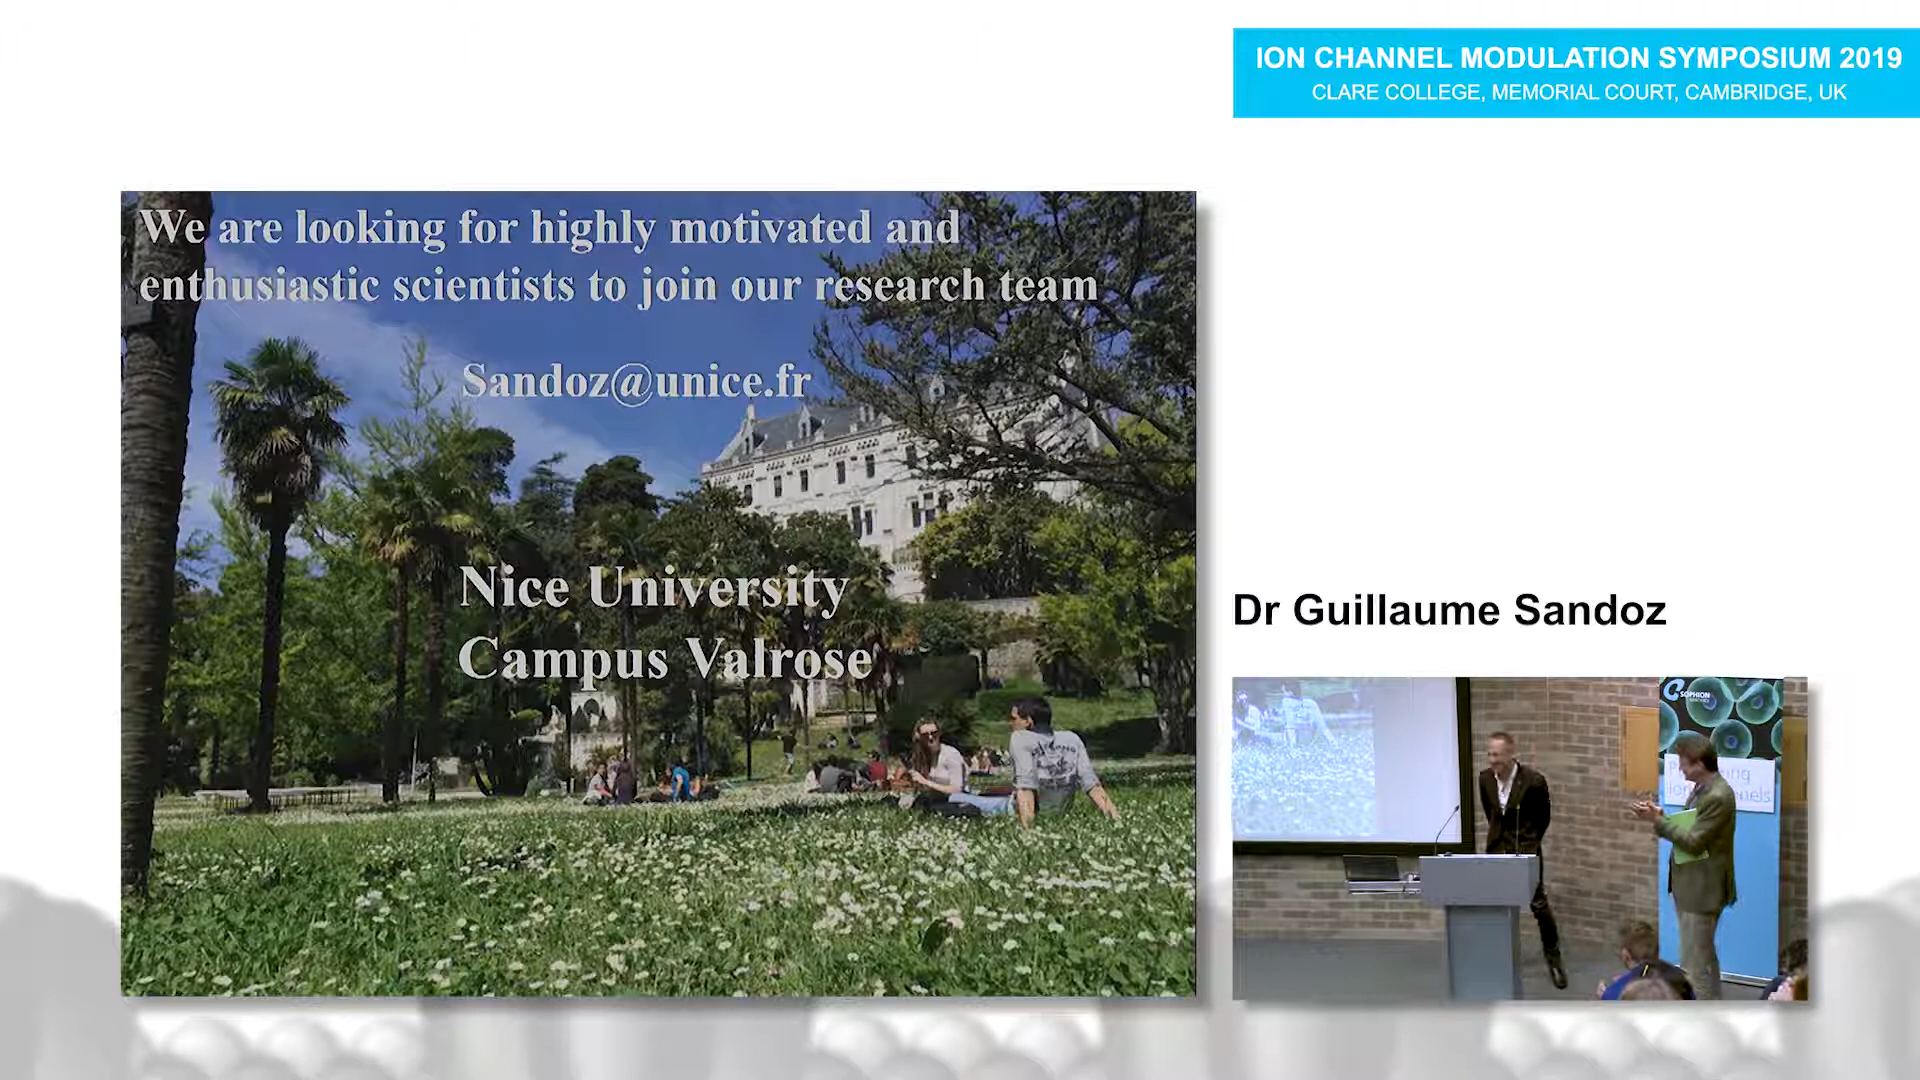 ION CHANNEL MODULATION SYMPOSIUM 2019
CLARE COLLEGE, MEMORIAL COURT, CAMBRIDGE, UK
We are looking for highly motivated and
enthusiastic scientists to join our research team
Sandoz@unice.fr
Nice University
Campus Valrose
Dr Guillaume Sandoz
SOPHION